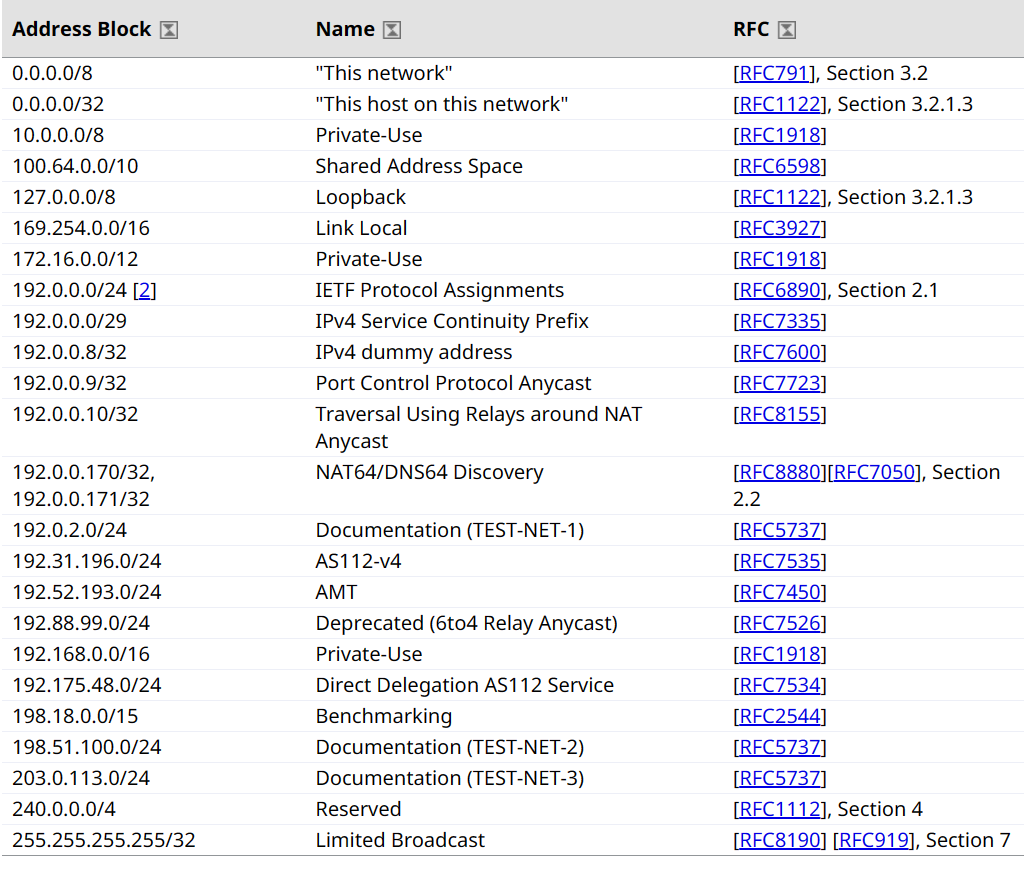 Address Block Name RFC
0.0.0.0/8 "This network" [RFC791], Section 3.2
0.0.0.0/32 "This host on this network" [RFC1122], Section 3.2.1.3
10.0.0.0/8 Private-Use [RFC1918]
100.64.0.0/10 Shared Address Space [RFC6598]
127.0.0.0/8 Loopback [RFC1122], Section 3.2.1.3
169.254.0.0/16 Link Local [RFC3927]
172.16.0.0/12 Private-Use [RFC1918]
192.0.0.0/24 [2] IETF Protocol Assignments [RFC6890], Section 2.1
192.0.0.0/29 IPv4 Service Continuity Prefix [RFC7335]
192.0.0.8/32 IPv4 dummy address [RFC7600]
192.0.0.9/32 Port Control Protocol Anycast [RFC7723]
192.0.0.10/32 Traversal Using Relays around NAT [RFC8155]
Anycast
192.0.0.170/32, NAT64/DNS64 Discovery [RFC8880][RFC7050], Section
192.0.0.171/32 2.2
192.0.2.0/24 Documentation (TEST-NET-1) [RFC5737]
192.31.196.0/24 AS112-v4 [RFC7535]
192.52.193.0/24 AMT [RFC7450]
192.88.99.0/24 Deprecated (6to4 Relay Anycast) [RFC7526]
192.168.0.0/16 Private-Use [RFC1918]
192.175.48.0/24 Direct Delegation AS112 Service [RFC7534]
198.18.0.0/15 Benchmarking [RFC2544]
198.51.100.0/24 Documentation (TEST-NET-2) [RFC5737]
203.0.113.0/24 Documentation (TEST-NET-3) [RFC5737]
240.0.0.0/4 Reserved [RFC1112], Section 4
255.255.255.255/32 Limited Broadcast [RFC8190] [RFC919], Section 7